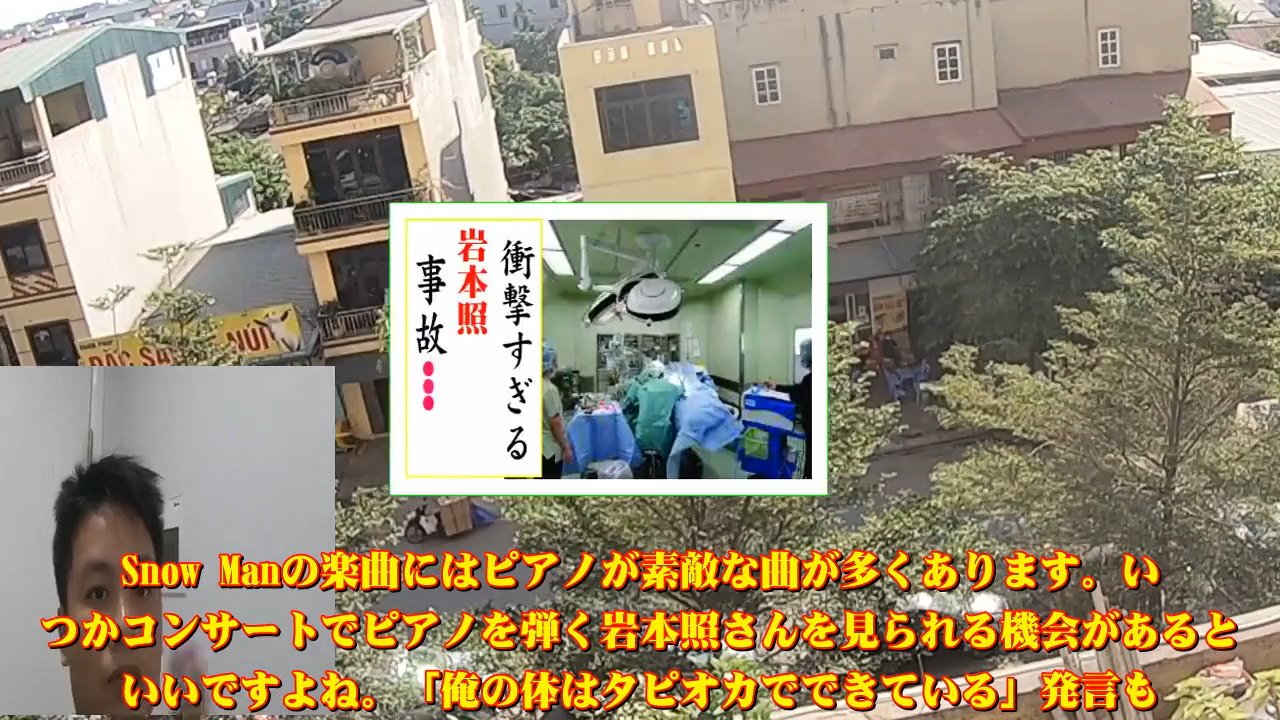 衝撃すぎる
岩本照
事故•••
ĐẶC SẢN
NÚI
Snow Manの楽曲にはピアノが素敵な曲が多くあります。い
つかコンサートでピアノを弾く岩本照さんを見られる機会があると
いいですよね。「俺の体はタピオカでできている」発言も